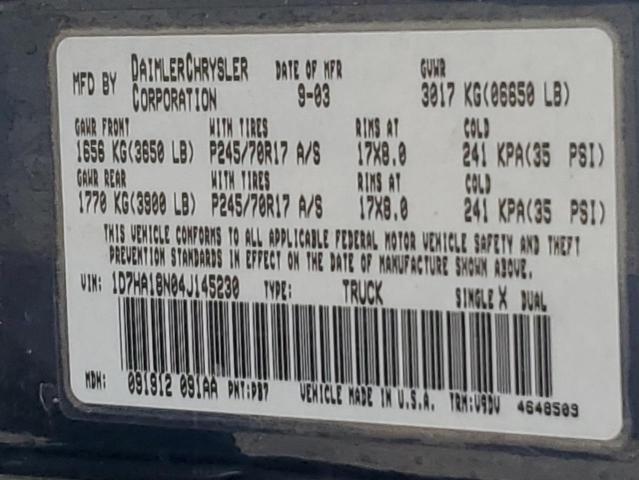 MFD BY DAIMLERCHRYSLER CORPORATION DATE OF MFR 9-03 GVWR 3017 KG(06650 LB)
GAWR FRONT WITH TIRES RIMS AT COLD
1656 KG(3650 LB) P245/70R17 A/S 17X8.0 241 KPA(35 PSI)
GAWR REAR WITH TIRES RIMS AT COLD
1770 KG(3900 LB) P245/70R17 A/S 17X8.0 241 KPA(35 PSI)
THIS VEHICLE CONFORMS TO ALL APPLICABLE FEDERAL MOTOR VEHICLE SAFETY AND THEFT
PREVENTION STANDARDS IN EFFECT ON THE DATE OF MANUFACTURE SHOWN ABOVE.
VIN: 1D7HA18N04J145230 TYPE: TRUCK SINGLE X DUAL
MDH: 091912 091AA PNT:PB7 VEHICLE MADE IN U.S.A. TRM:V9DV 4648509